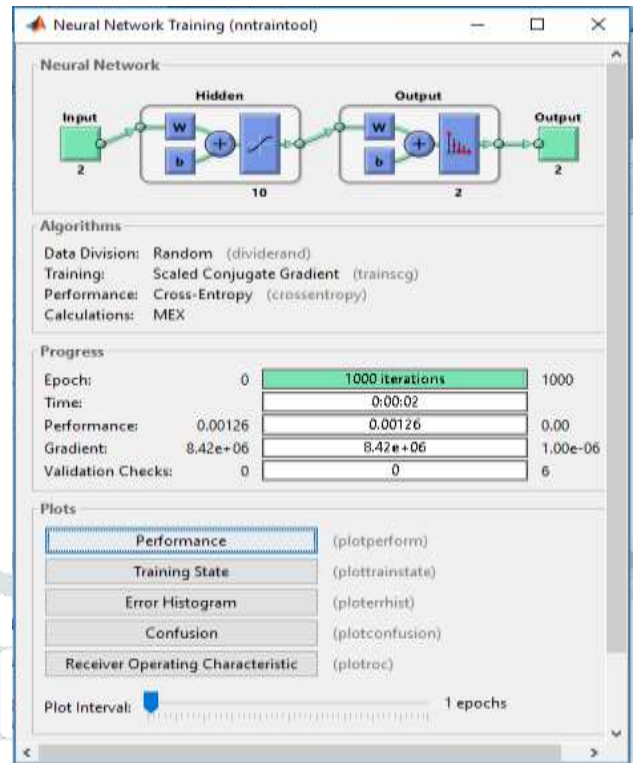 Neural Network Training (nntraintool)
Neural Network
Hidden Output
Input Output
W W
b b
2 10 2 2
Algorithms
Data Division: Random (dividerand)
Training: Scaled Conjugate Gradient (trainscg)
Performance: Cross-Entropy (crossentropy)
Calculations: MEX
Progress
Epoch: 0 1000 iterations 1000
Time: 0:00:02
Performance: 0.00126 0.00126 0.00
Gradient: 8.42e+06 8.42e+06 1.00e-06
Validation Checks: 0 0 6
Plots
Performance (plotperform)
Training State (plottrainstate)
Error Histogram (ploterrhist)
Confusion (plotconfusion)
Receiver Operating Characteristic (plotroc)
Plot Interval: 1 epochs